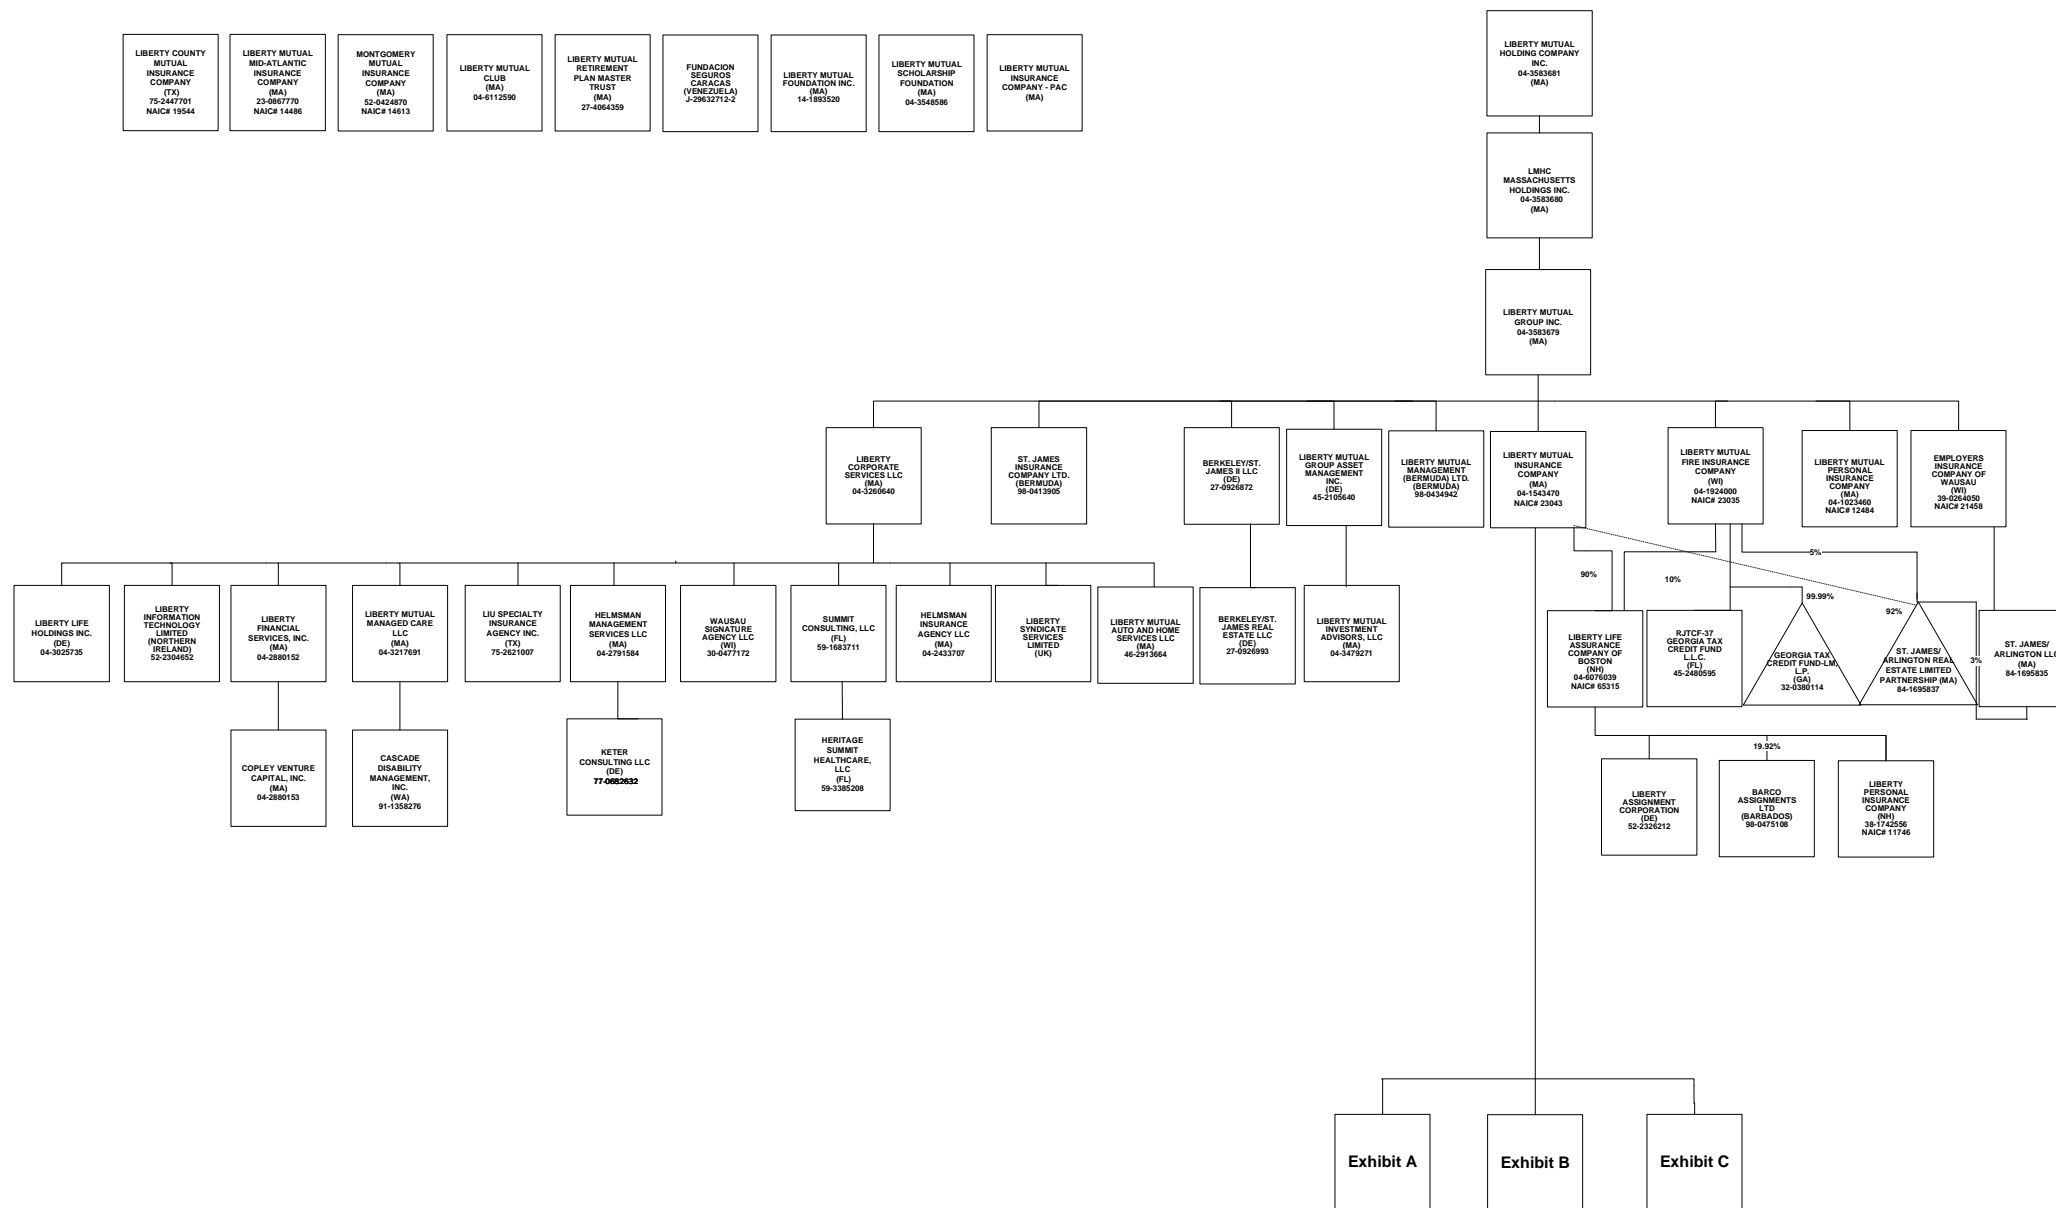 LIBERTY COUNTY
MUTUAL
INSURANCE
COMPANY
(TX)
75-2447701
NAIC# 19544
LIBERTY MUTUAL
MID-ATLANTIC
INSURANCE
COMPANY
(MA)
23-0867770
NAIC# 14486
MONTGOMERY
MUTUAL
INSURANCE
COMPANY
(MA)
52-0424870
NAIC# 14613
LIBERTY MUTUAL
CLUB
(MA)
04-6112590
LIBERTY MUTUAL
RETIREMENT
PLAN MASTER
TRUST
(MA)
27-4064359
FUNDACION
SEGUROS
CARACAS
(VENEZUELA)
J-29632712-2
LIBERTY MUTUAL
FOUNDATION INC.
(MA)
14-1893520
LIBERTY MUTUAL
SCHOLARSHIP
FOUNDATION
(MA)
04-3548586
LIBERTY MUTUAL
INSURANCE
COMPANY - PAC
(MA)
LIBERTY MUTUAL
HOLDING COMPANY
INC.
04-3583681
(MA)
LMHC
MASSACHUSETTS
HOLDINGS INC.
04-3583680
(MA)
LIBERTY MUTUAL
GROUP INC.
04-3583679
(MA)
LIBERTY
CORPORATE
SERVICES LLC
(MA)
04-3260640
ST. JAMES
INSURANCE
COMPANY LTD.
(BERMUDA)
98-0413905
BERKELEY/ST.
JAMES II LLC
(DE)
27-0926872
LIBERTY MUTUAL
GROUP ASSET
MANAGEMENT
INC.
(DE)
45-2105640
LIBERTY MUTUAL
MANAGEMENT
(BERMUDA) LTD.
(BERMUDA)
98-0434942
LIBERTY MUTUAL
INSURANCE
COMPANY
(MA)
04-1543470
NAIC# 23043
LIBERTY MUTUAL
FIRE INSURANCE
COMPANY
(WI)
04-1924000
NAIC# 23035
LIBERTY MUTUAL
PERSONAL
INSURANCE
COMPANY
(MA)
04-1023460
NAIC# 12484
EMPLOYERS
INSURANCE
COMPANY OF
WAUSAU
(WI)
39-0264050
NAIC# 21458
90%
10%
5%
99.99%
92%
3%
LIBERTY LIFE
HOLDINGS INC.
(DE)
04-3025735
LIBERTY
INFORMATION
TECHNOLOGY
LIMITED
(NORTHERN
IRELAND)
52-2304652
LIBERTY
FINANCIAL
SERVICES, INC.
(MA)
04-2880152
LIBERTY MUTUAL
MANAGED CARE
LLC
(MA)
04-3217691
LIU SPECIALTY
INSURANCE
AGENCY INC.
(TX)
75-2621007
HELMSMAN
MANAGEMENT
SERVICES LLC
(MA)
04-2791584
WAUSAU
SIGNATURE
AGENCY LLC
(WI)
30-0477172
SUMMIT
CONSULTING, LLC
(FL)
59-1683711
HELMSMAN
INSURANCE
AGENCY LLC
(MA)
04-2433707
LIBERTY
SYNDICATE
SERVICES
LIMITED
(UK)
LIBERTY MUTUAL
AUTO AND HOME
SERVICES LLC
(MA)
46-2913664
BERKELEY/ST.
JAMES REAL
ESTATE LLC
(DE)
27-0926993
LIBERTY MUTUAL
INVESTMENT
ADVISORS, LLC
(MA)
04-3479271
LIBERTY LIFE
ASSURANCE
COMPANY OF
BOSTON
(NH)
04-6076039
NAIC# 65315
RJTCF-37
GEORGIA TAX
CREDIT FUND
L.L.C.
(FL)
45-2480595
GEORGIA TAX
CREDIT FUND-LM,
L.P.
(GA)
32-0380114
ST. JAMES/
ARLINGTON REAL
ESTATE LIMITED
PARTNERSHIP (MA)
84-1695837
ST. JAMES/
ARLINGTON LLC
(MA)
84-1695835
COPLEY VENTURE
CAPITAL, INC.
(MA)
04-2880153
CASCADE
DISABILITY
MANAGEMENT,
INC.
(WA)
91-1358276
KETER
CONSULTING LLC
(DE)
77-0682632
HERITAGE
SUMMIT
HEALTHCARE,
LLC
(FL)
59-3385208
19.92%
LIBERTY
ASSIGNMENT
CORPORATION
(DE)
52-2326212
BARCO
ASSIGNMENTS
LTD
(BARBADOS)
98-0475108
LIBERTY
PERSONAL
INSURANCE
COMPANY
(NH)
38-1742556
NAIC# 11746
Exhibit A
Exhibit B
Exhibit C